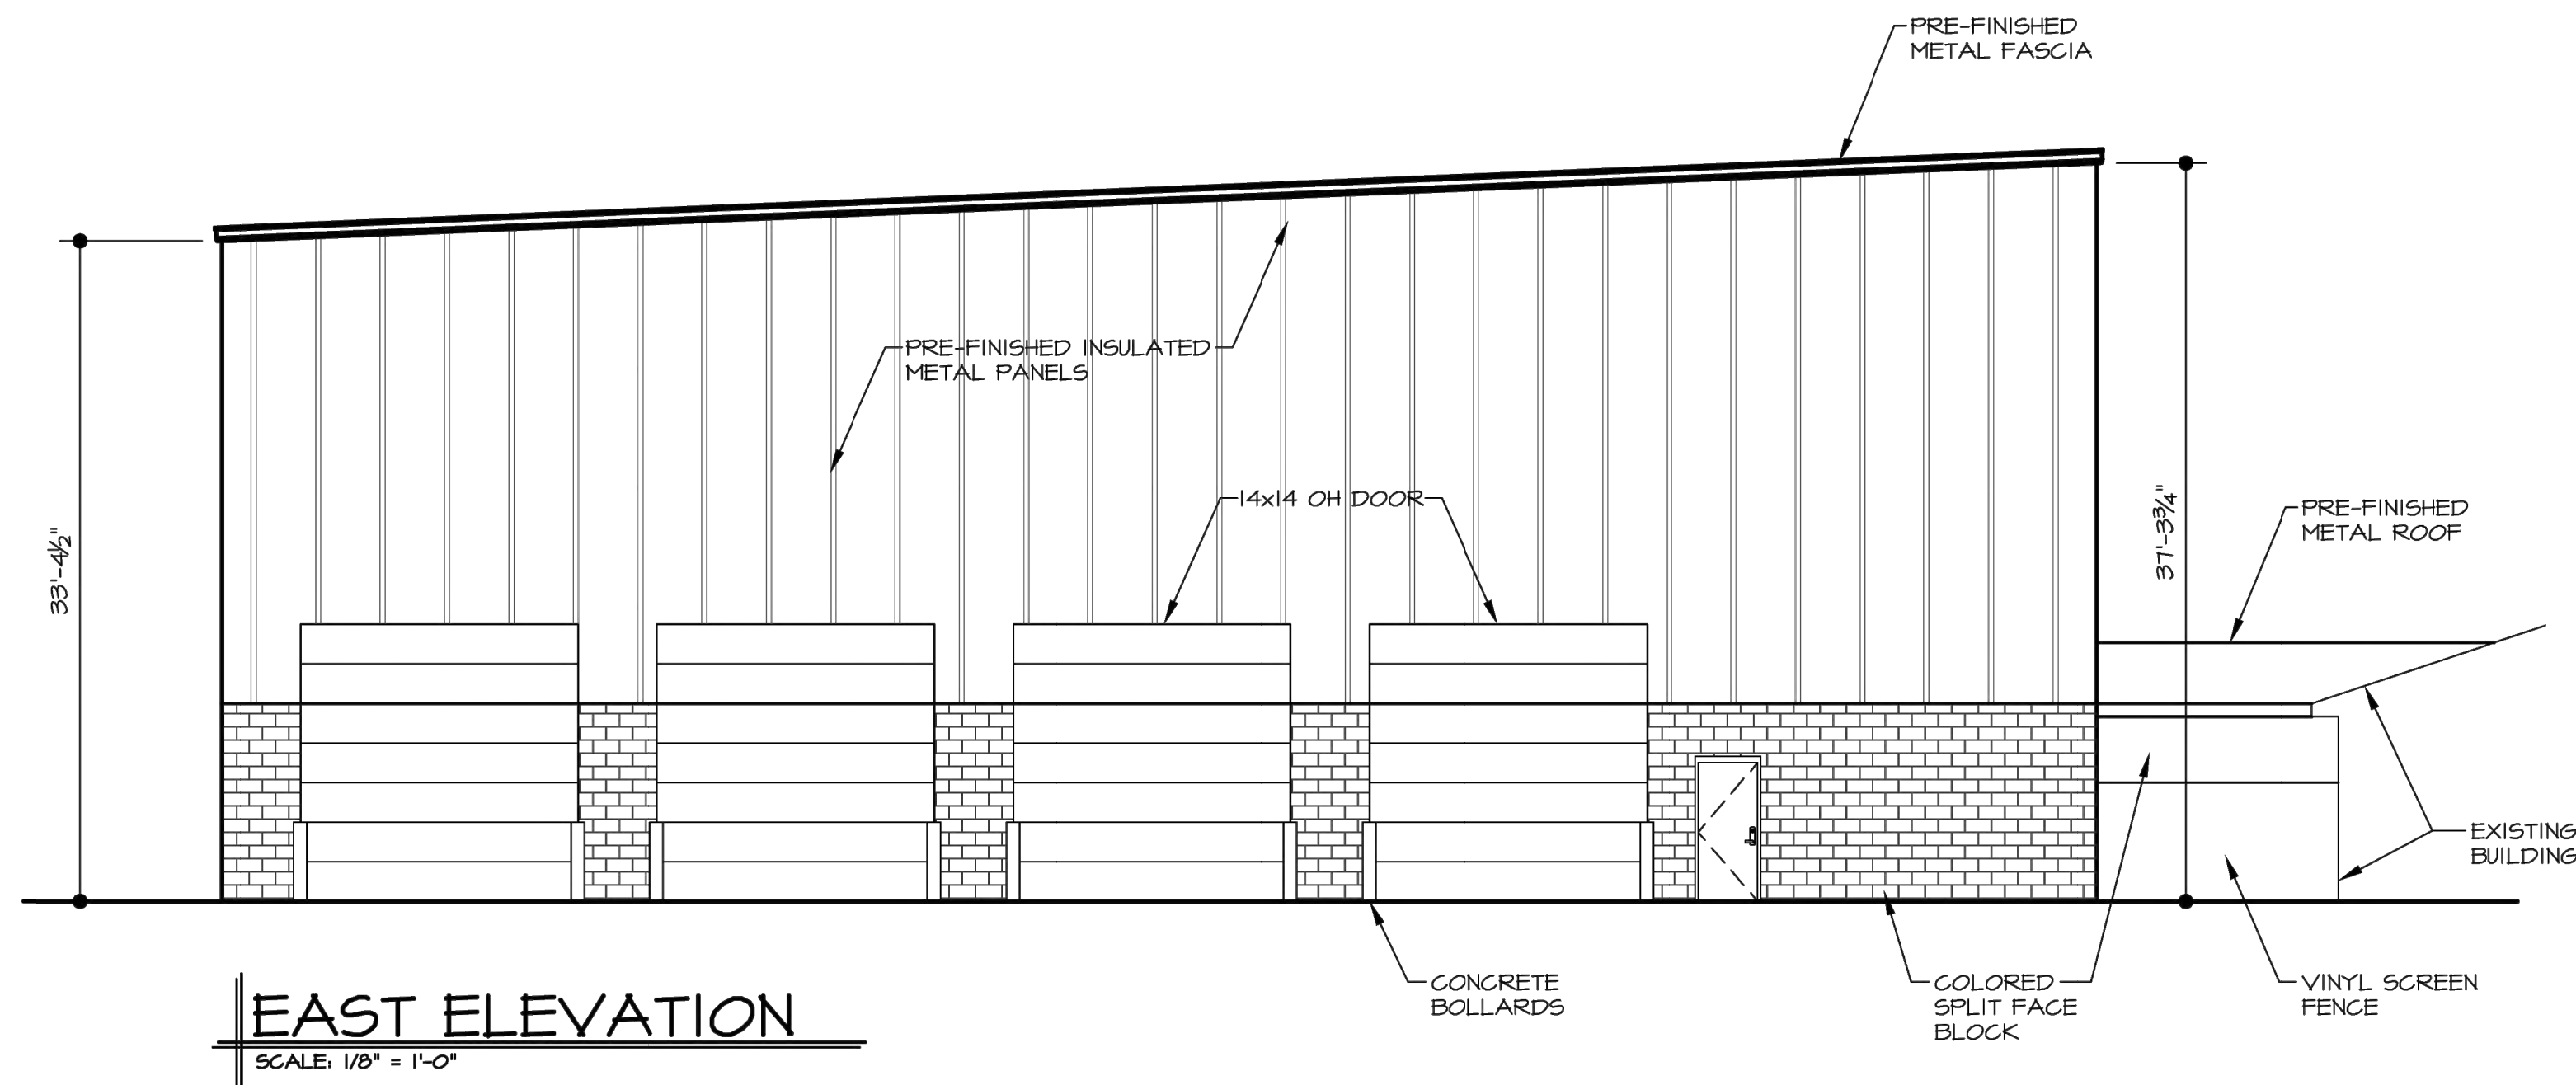 PRE-FINISHED
METAL FASCIA
PRE-FINISHED INSULATED
METAL PANELS
14x14 OH DOOR
33'-4½"
37'-3¾"
PRE-FINISHED
METAL ROOF
EXISTING
BUILDING
CONCRETE
BOLLARDS
COLORED
SPLIT FACE
BLOCK
VINYL SCREEN
FENCE
EAST ELEVATION
SCALE: 1/8" = 1'-0"